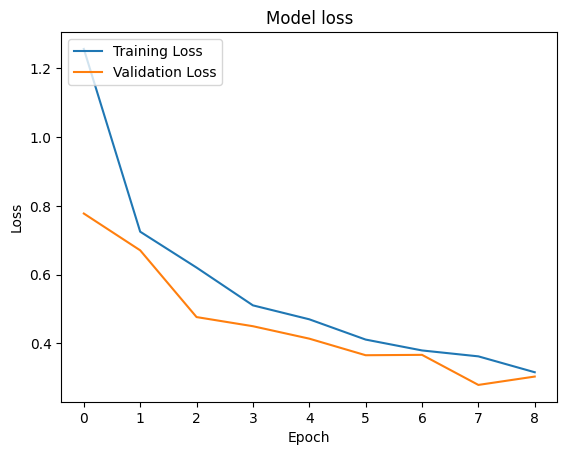 Model loss
Training Loss
Validation Loss
1.2
1.0
0.8
0.6
0.4
Loss
0 1 2 3 4 5 6 7 8
Epoch